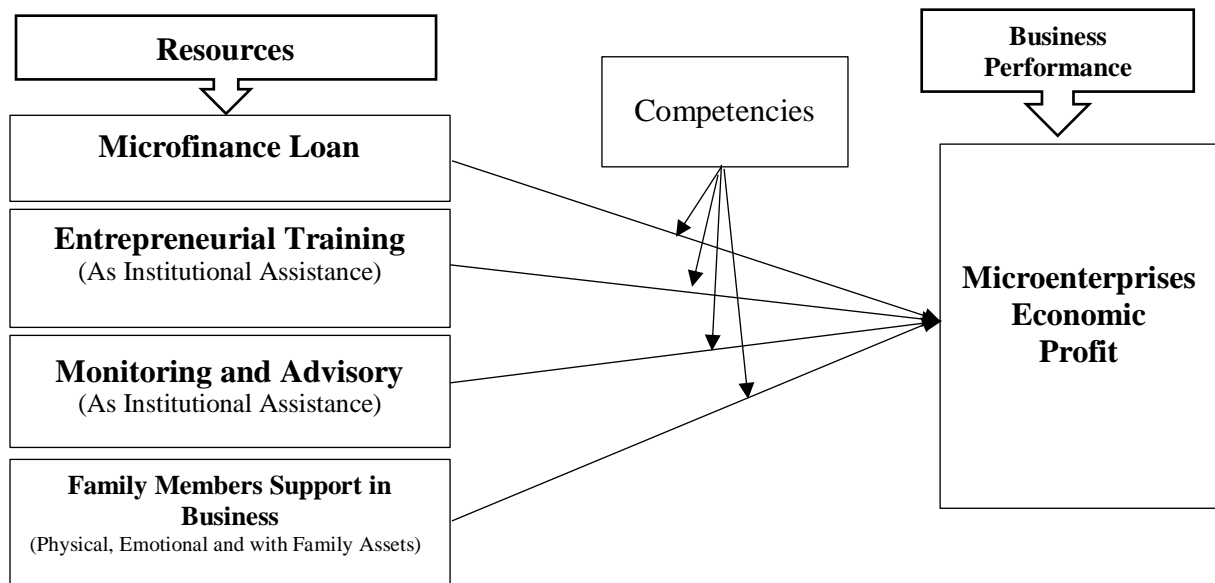 Resources
Microfinance Loan
Entrepreneurial Training
(As Institutional Assistance)
Monitoring and Advisory
(As Institutional Assistance)
Family Members Support in
Business
(Physical, Emotional and with Family Assets)
Competencies
Business
Performance
Microenterprises
Economic
Profit